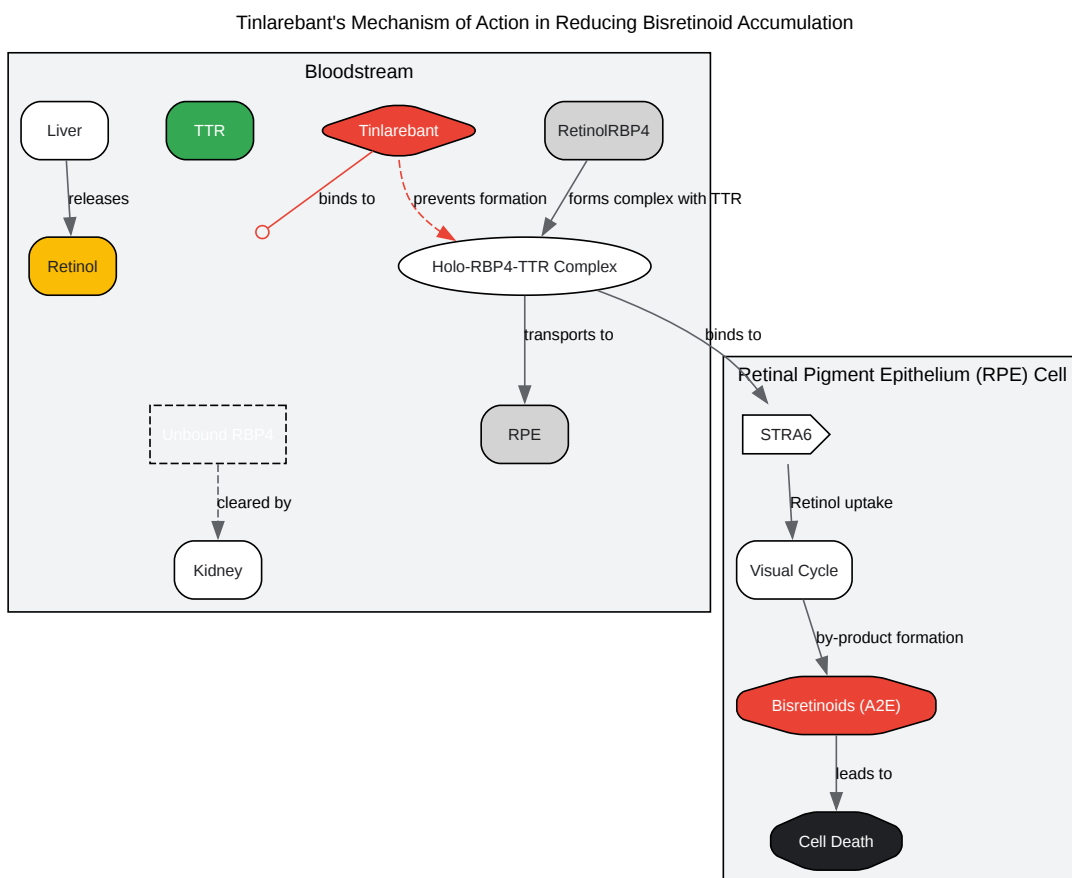 Tinlarebant's Mechanism of Action in Reducing Bisretinoid Accumulation
Bloodstream
Liver
TTR
Tinlarebant
RetinolRBP4
releases
binds to
prevents formation
forms complex with TTR
Retinol
Holo-RBP4-TTR Complex
transports to
binds to
Retinal Pigment Epithelium (RPE) Cell
Unbound RBP4
RPE
STRA6
cleared by
Retinol uptake
Kidney
Visual Cycle
by-product formation
Bisretinoids (A2E)
leads to
Cell Death